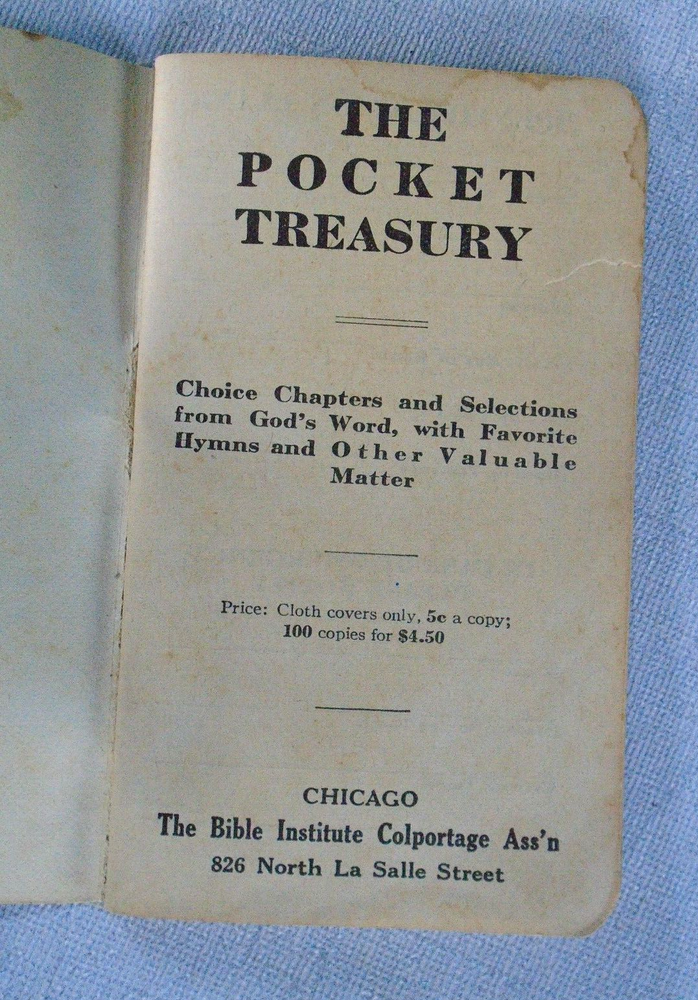 THE
POCKET
TREASURY
Choice Chapters and Selections
from God's Word, with Favorite
Hymns and Other Valuable
Matter
Price: Cloth covers only, 5c a copy;
100 copies for $4.50
CHICAGO
The Bible Institute Colportage Ass'n
826 North La Salle Street